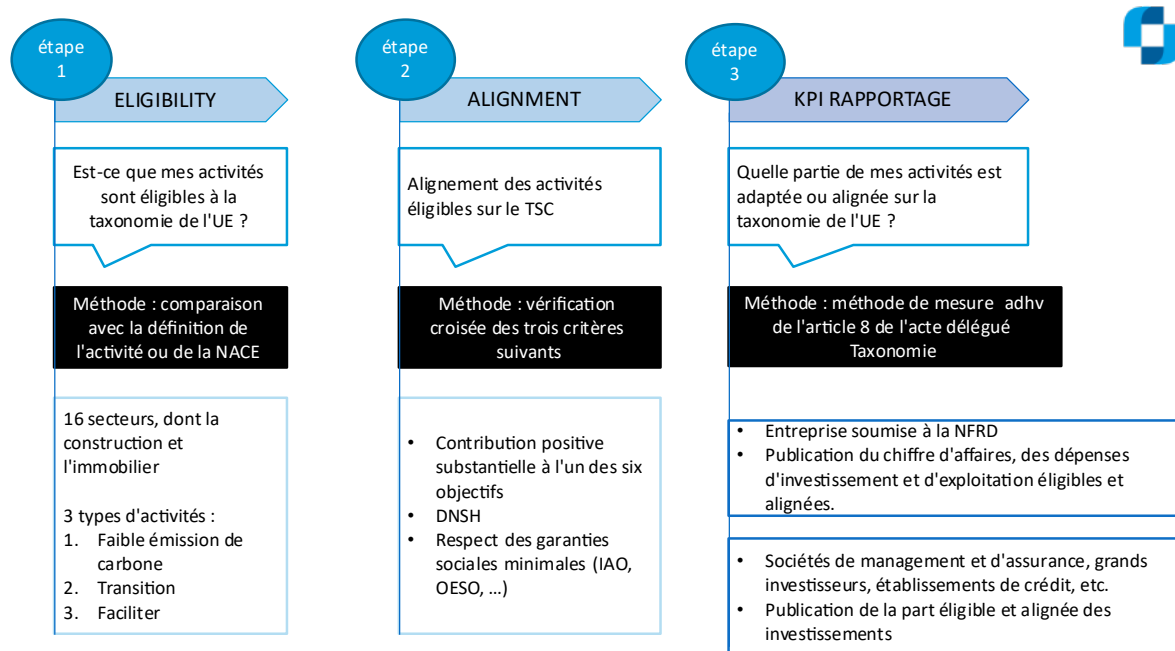 étape
1
ELIGIBILITY
Est-ce que mes activités
sont éligibles à la
taxonomie de l'UE ?
Méthode : comparaison
avec la définition de
l'activité ou de la NACE
16 secteurs, dont la
construction et
l'immobilier
3 types d'activités :
1. Faible émission de
carbone
2. Transition
3. Faciliter
étape
2
ALIGNMENT
Alignement des activités
éligibles sur le TSC
Méthode : vérification
croisée des trois critères
suivants
• Contribution positive
substantielle à l'un des six
objectifs
• DNSH
• Respect des garanties
sociales minimales (IAO,
OESO, ...)
étape
3
KPI RAPPORTAGE
Quelle partie de mes activités est
adaptée ou alignée sur la
taxonomie de l'UE ?
Méthode : méthode de mesure adhv
de l'article 8 de l'acte délégué
Taxonomie
• Entreprise soumise à la NFRD
• Publication du chiffre d'affaires, des dépenses
d'investissement et d'exploitation éligibles et
alignées.
• Sociétés de management et d'assurance, grands
investisseurs, établissements de crédit, etc.
• Publication de la part éligible et alignée des
investissements